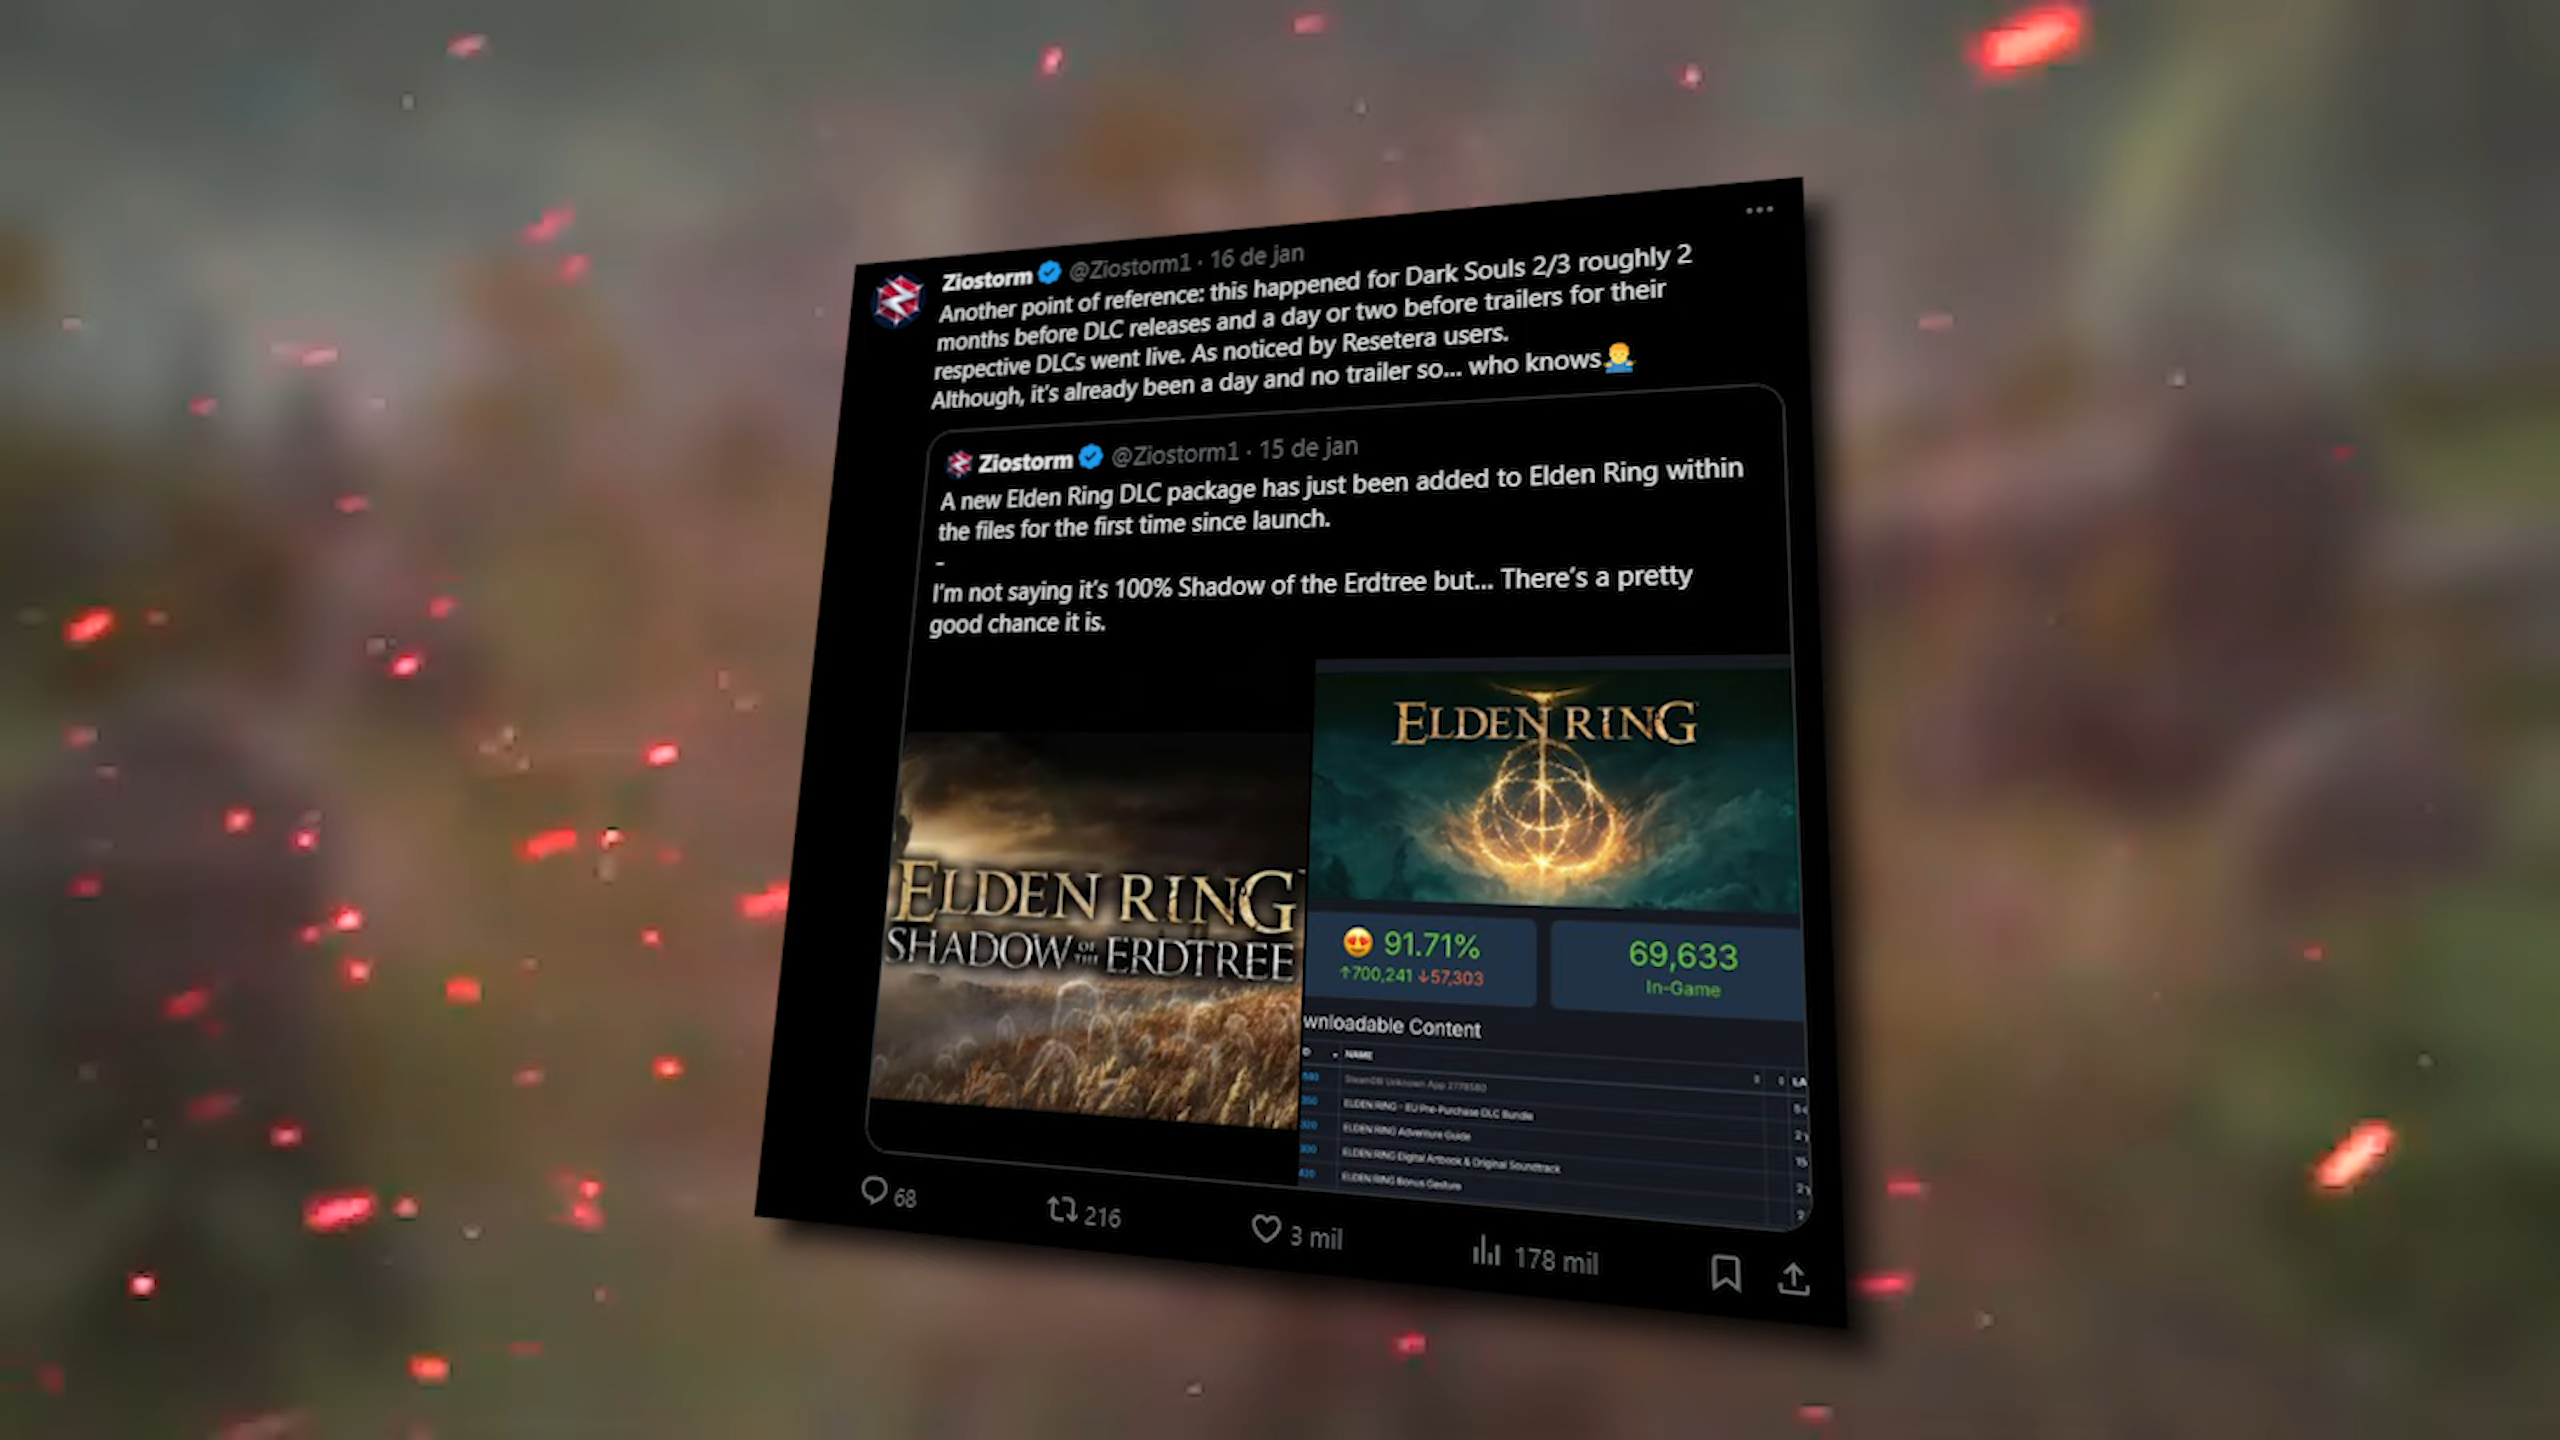 Ziostorm @Ziostorm1 · 16 de jan
Another point of reference: this happened for Dark Souls 2/3 roughly 2
months before DLC releases and a day or two before trailers for their
respective DLCs went live. As noticed by Resetera users.
Although, it's already been a day and no trailer so... who knows🤷‍♂️
Ziostorm @Ziostorm1 · 15 de jan
A new Elden Ring DLC package has just been added to Elden Ring within
the files for the first time since launch.
-
I'm not saying it's 100% Shadow of the Erdtree but... There's a pretty
good chance it is.
ELDEN RING
SHADOW OF THE ERDTREE
ELDEN RING
😍 91.71%
↑700,241 ↓57,303
69,633
In-Game
wnloadable Content
NAME
SteamDB Unknown App 2778580
ELDEN RING - EU Pre-Purchase DLC Bundle
ELDEN RING Adventure Guide
ELDEN RING Digital Artbook & Original Soundtrack
ELDEN RING Bonus Gesture
68
216
3 mil
178 mil